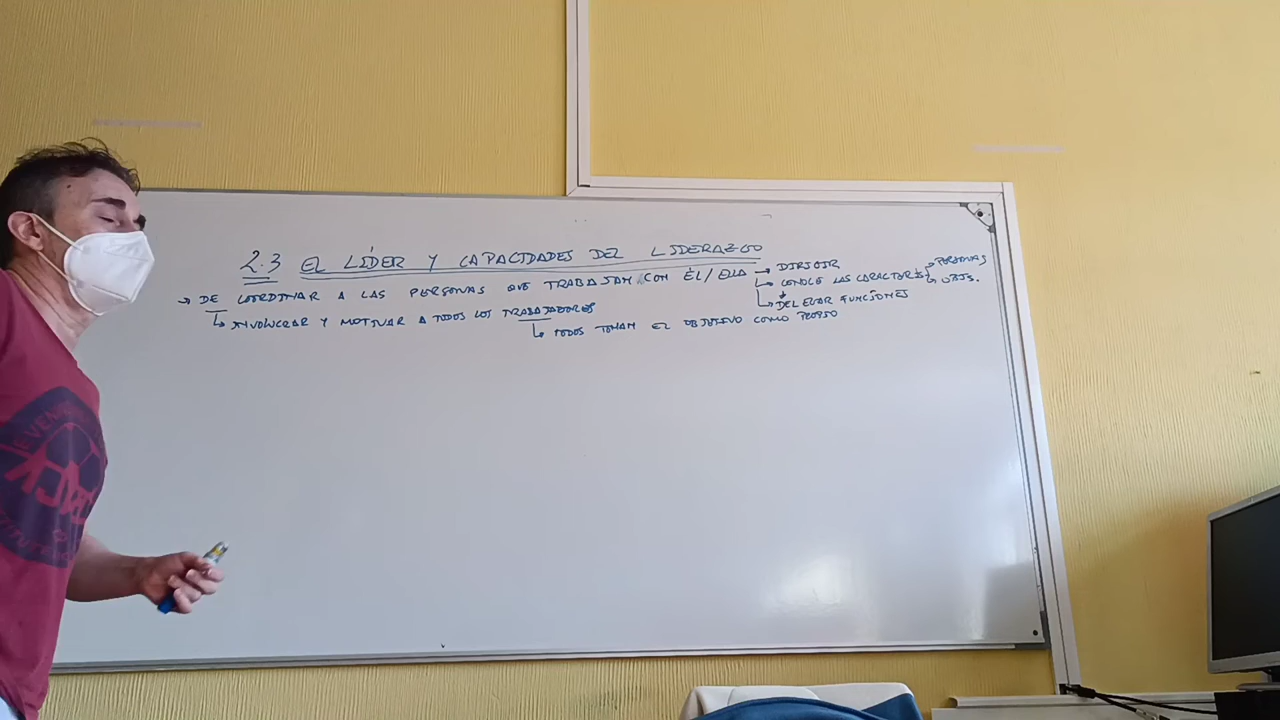 2.3 EL LÍDER Y CAPACIDADES DEL LIDERAZGO
→ DE COORDINAR A LAS PERSONAS QUE TRABAJAN CON ÉL/ELLA → DIRIGIR
↳ CONOCE LAS CARACTERÍS → PERSONAS
↳ OBJS.
↳ DELEGAR FUNCIONES
↳ INVOLUCRAR Y MOTIVAR A TODOS LOS TRABAJADORES
↳ TODOS TOMAN EL OBJETIVO COMO PROPIO